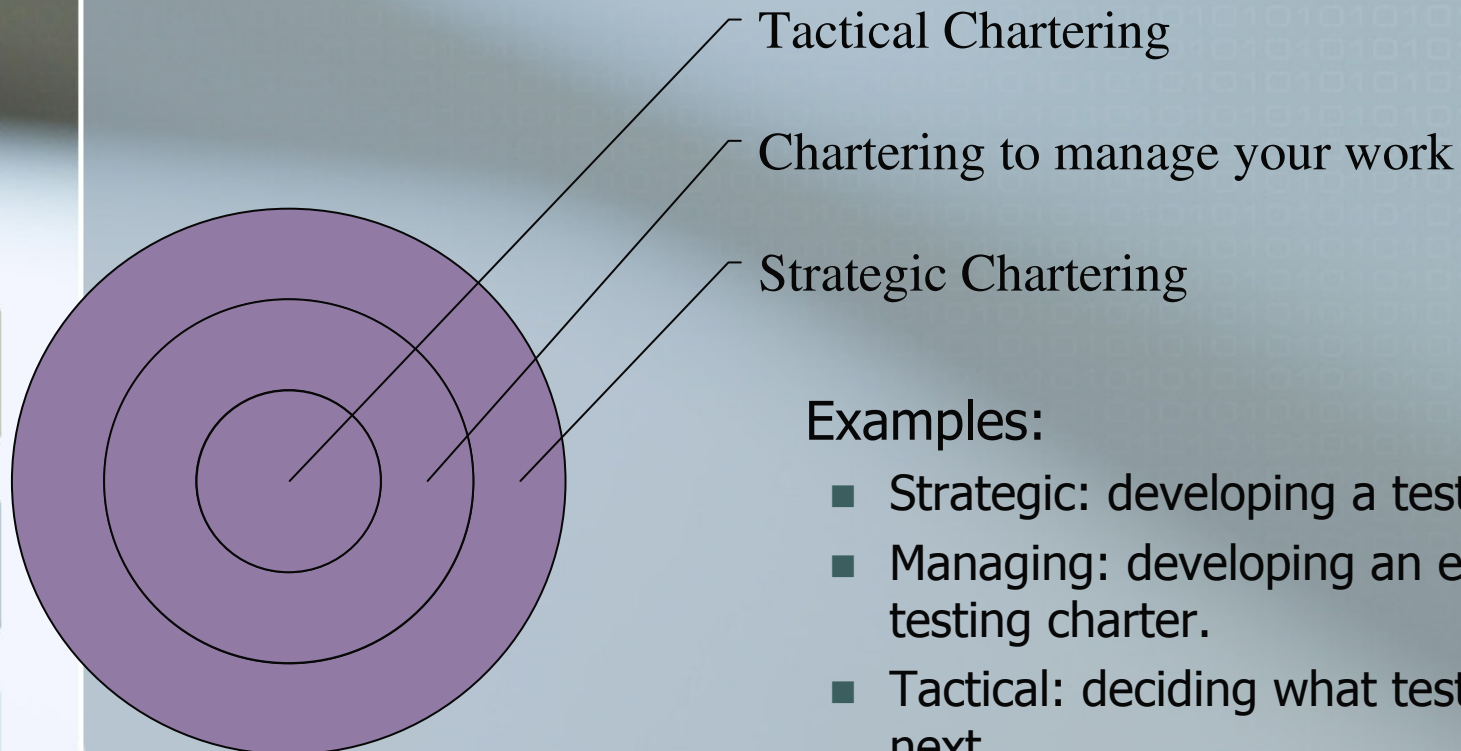 Tactical Chartering
Chartering to manage your work
Strategic Chartering
Examples:
■ Strategic: developing a test
■ Managing: developing an
testing charter.
■ Tactical: deciding what test
next